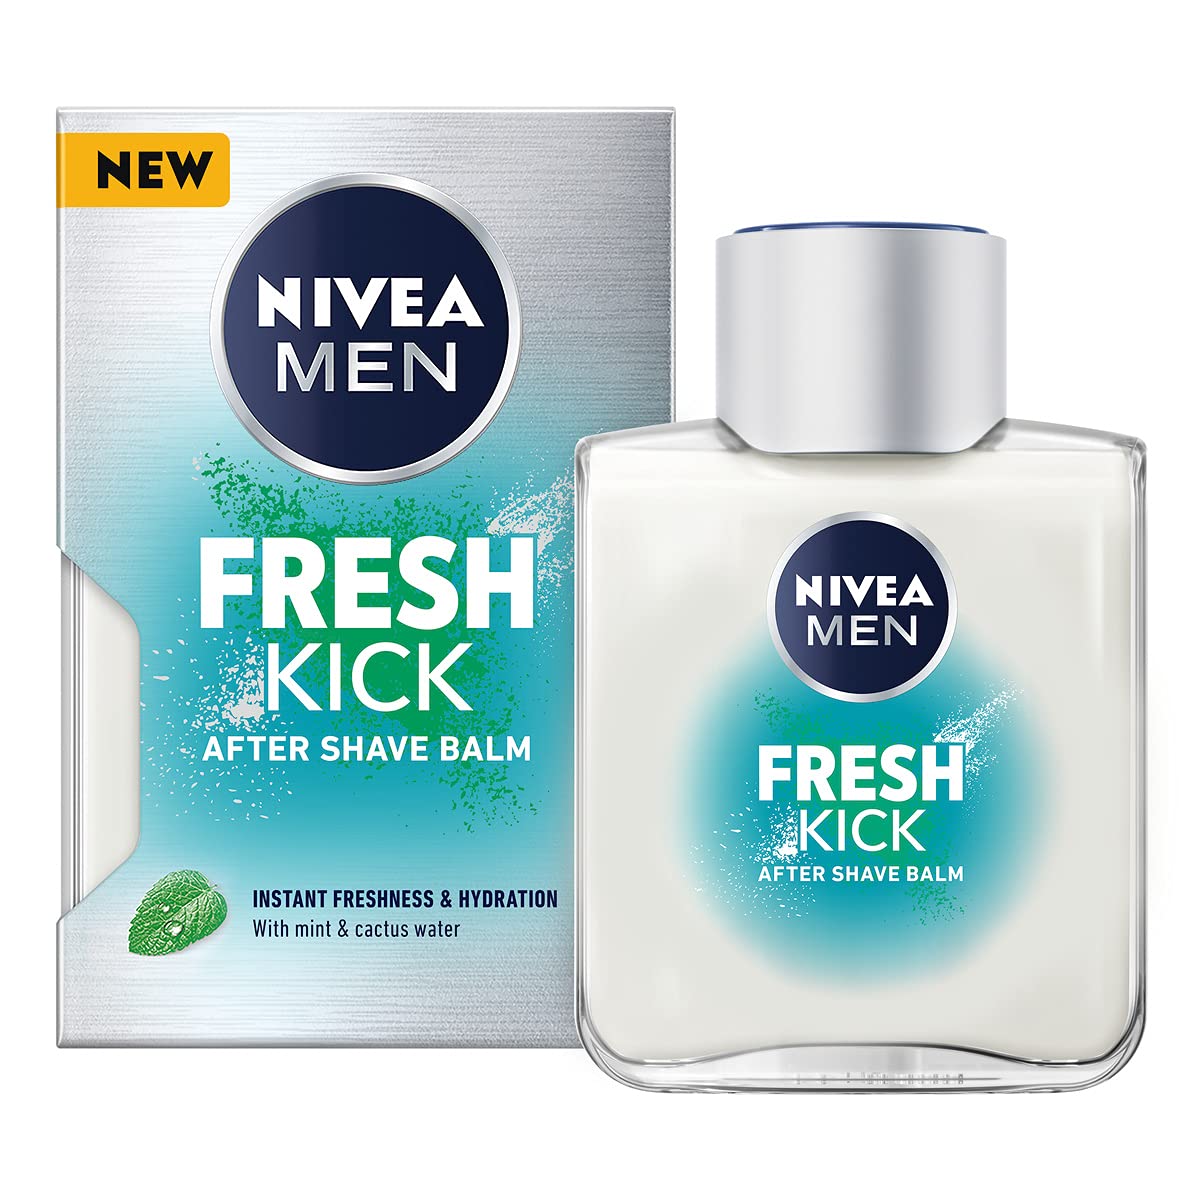 NEW
NIVEA
MEN
FRESH
KICK
AFTER SHAVE BALM
INSTANT FRESHNESS & HYDRATION
With mint & cactus water
NIVEA
MEN
FRESH
KICK
AFTER SHAVE BALM